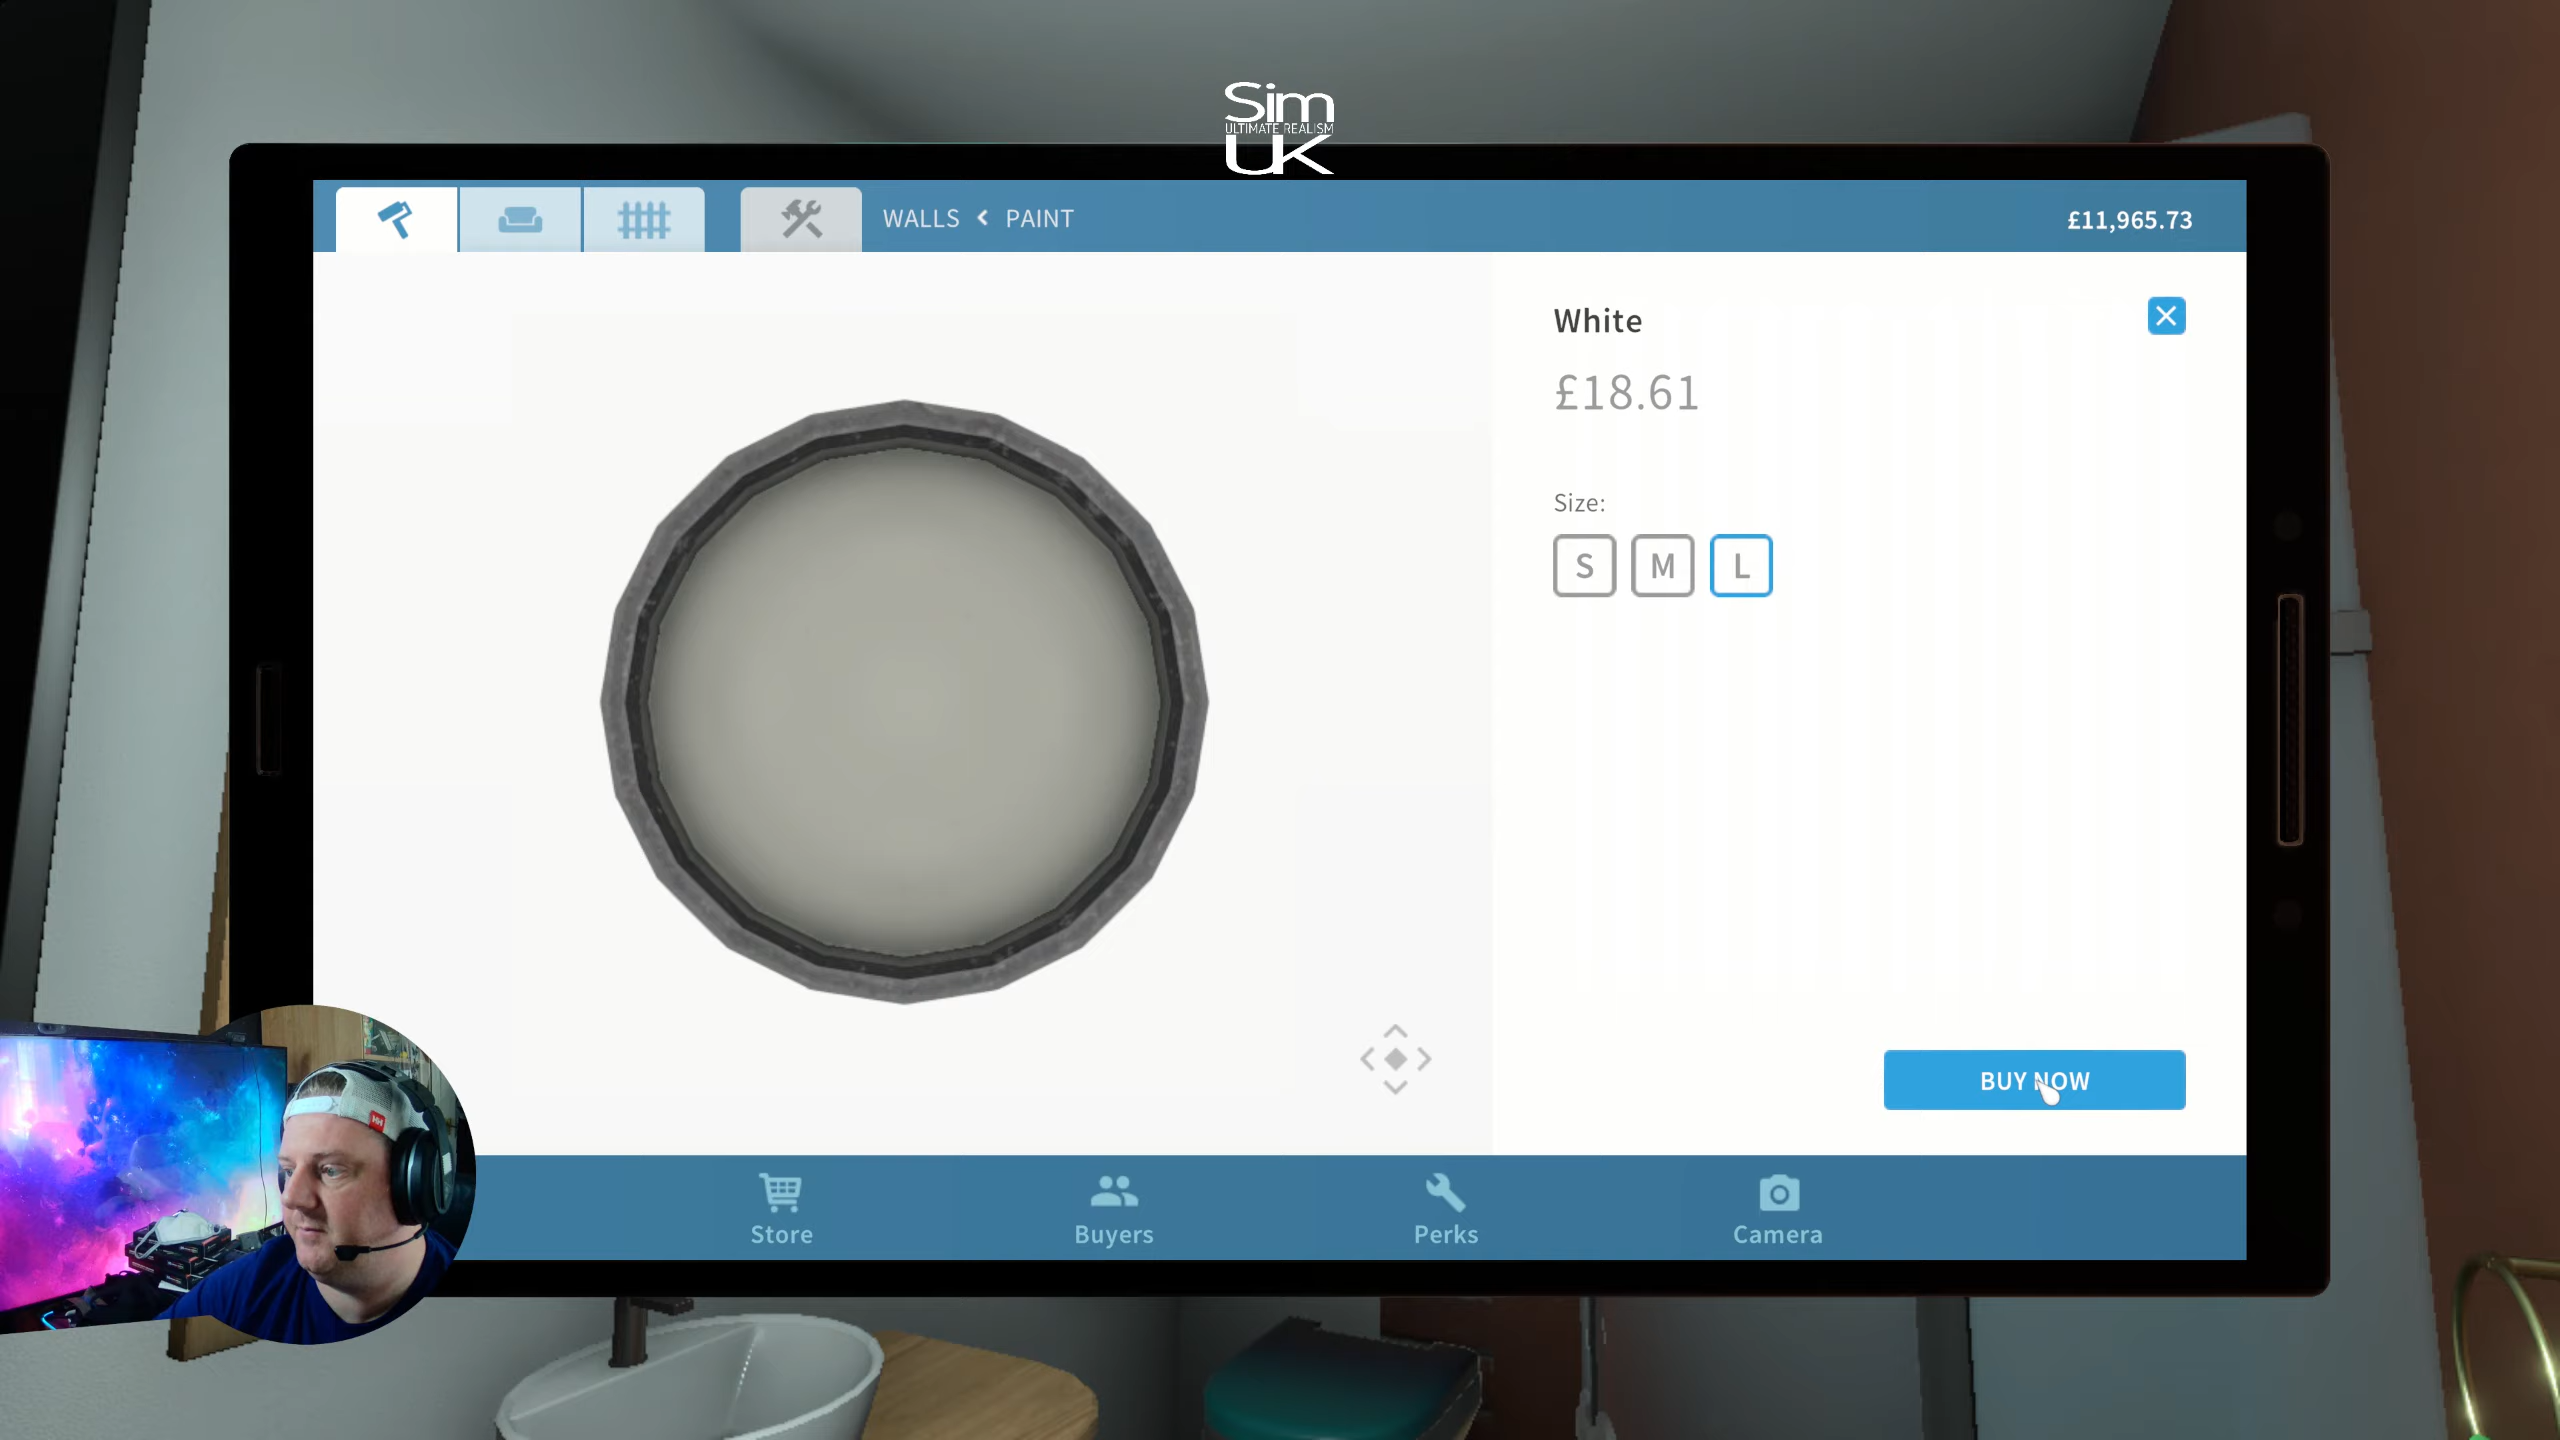 Sim
ULTIMATE REALISM
UK
WALLS < PAINT
£11,965.73
White
£18.61
Size:
S M L
BUY NOW
Store
Buyers
Perks
Camera